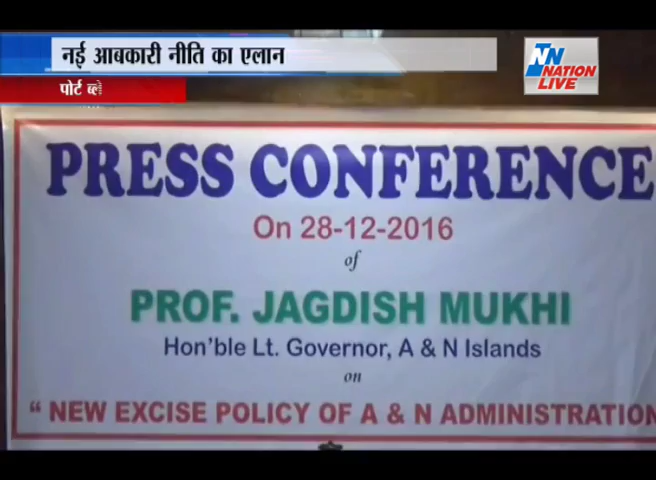 नई आबकारी नीति का एलान
TN NATION
LIVE
पोर्ट
PRESS CONFERENCE
On 28-12-2016
of
PROF. JAGDISH MUKHI
Hon'ble Lt. Governor, A & N Islands
on
“ NEW EXCISE POLICY OF A & N ADMINISTRATION